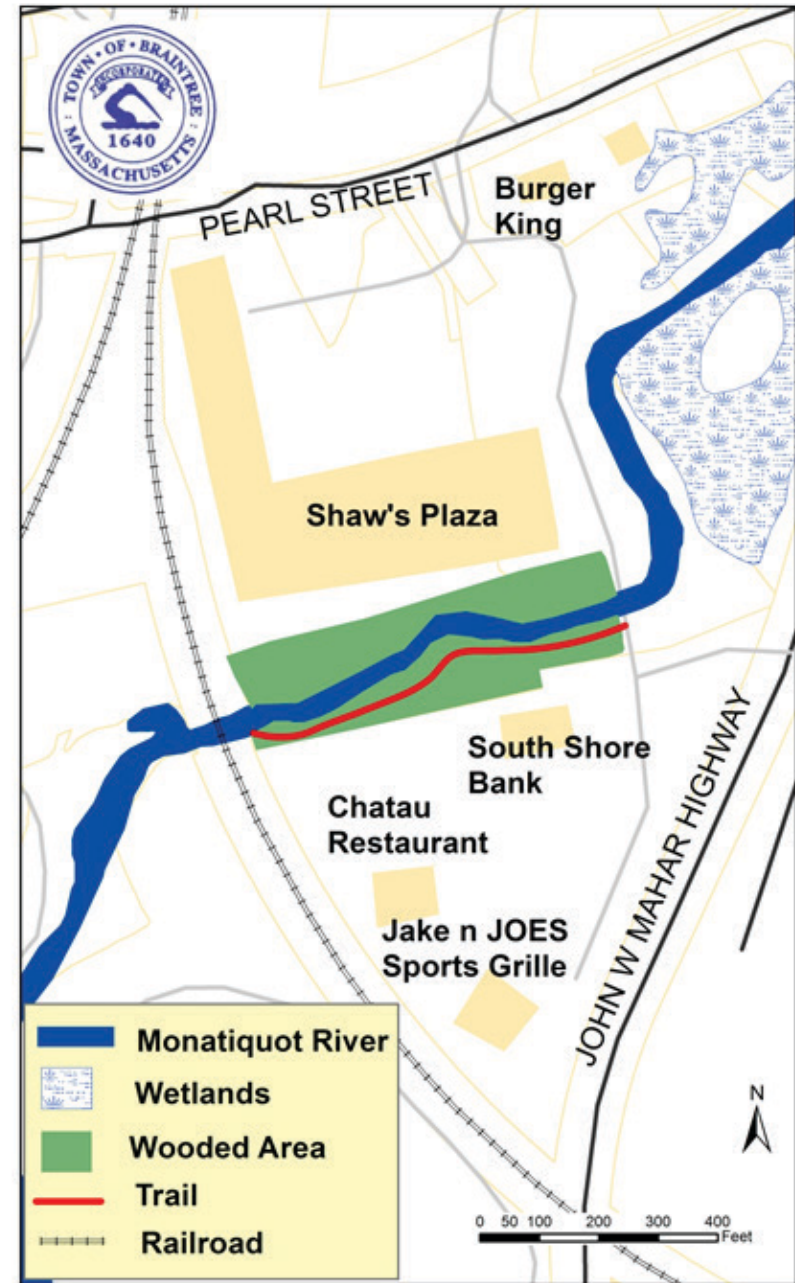 TOWN • OF • BRAINTREE
INCORPORATED
1640
MASSACHUSETTS
PEARL STREET
Burger
King
Shaw's Plaza
South Shore
Bank
Chatau
Restaurant
Jake n JOES
Sports Grille
JOHN W MAHAR HIGHWAY
Monatiquot River
Wetlands
Wooded Area
Trail
Railroad
N
0 50 100 200 300 400
Feet